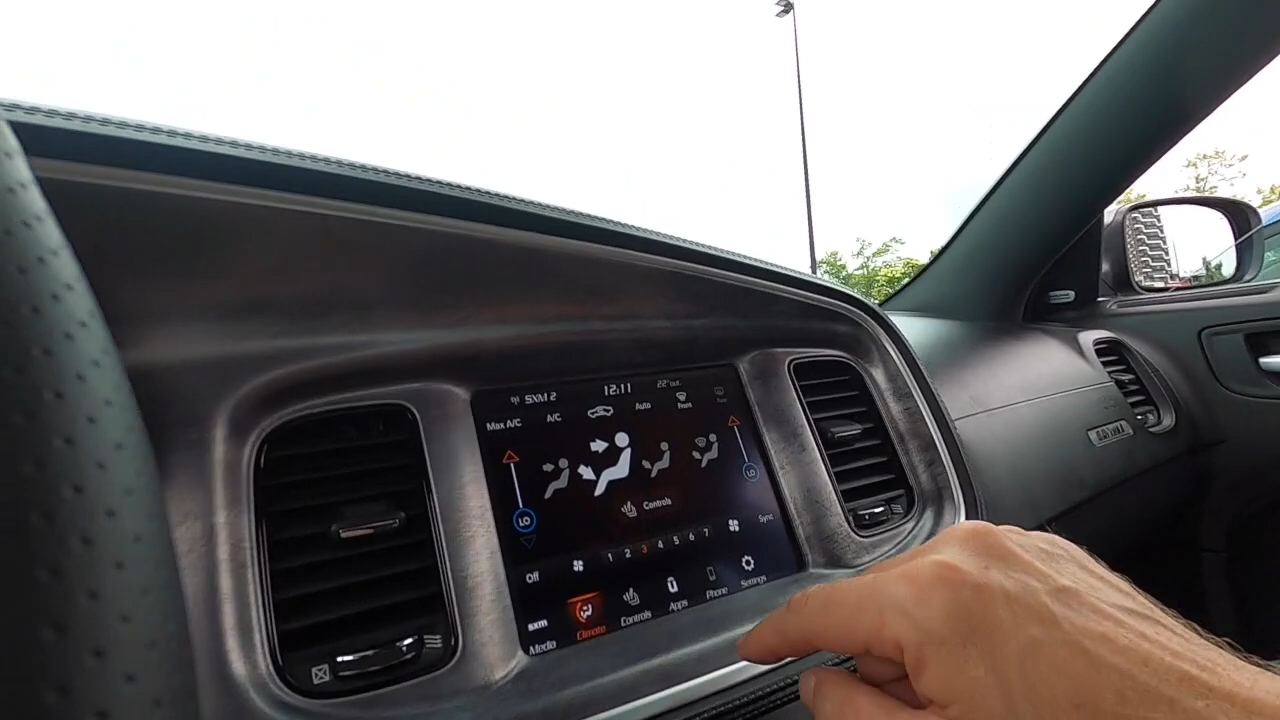 SXM 2 12:11 22°out.
Max A/C A/C Auto Front
LO LO
Controls
Sync
Off 1 2 3 4 5 6 7
sxm
Media Climate Controls Apps Phone Settings